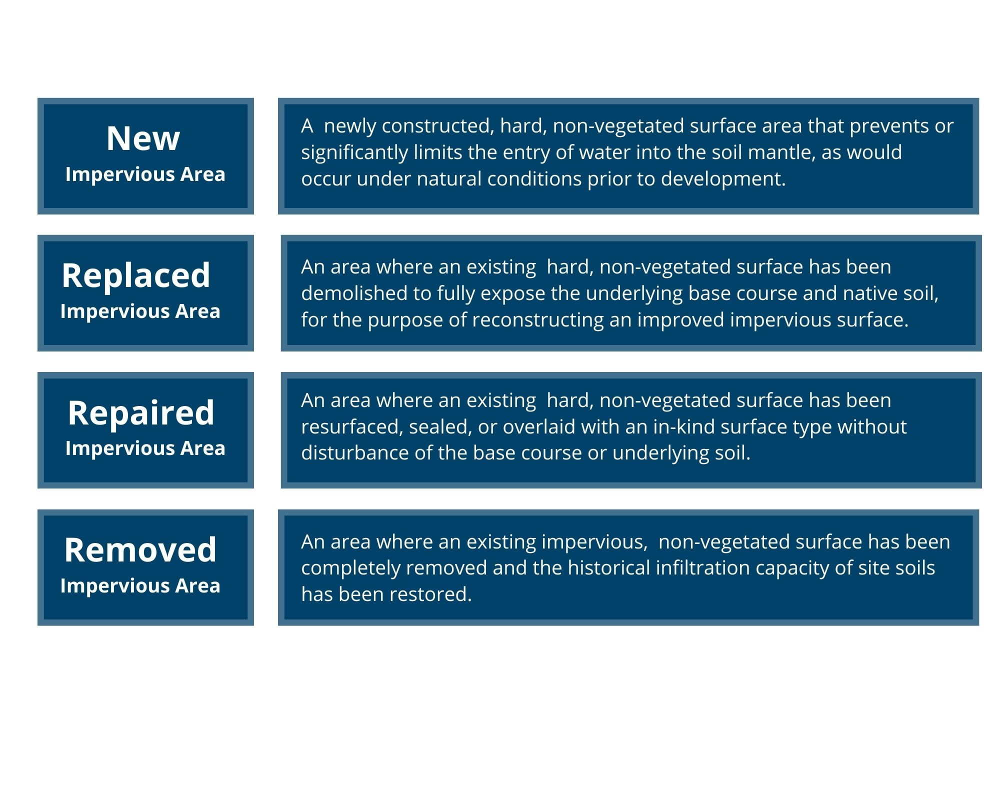 New
Impervious Area
A  newly constructed, hard, non-vegetated surface area that prevents or
significantly limits the entry of water into the soil mantle, as would
occur under natural conditions prior to development.
Replaced
Impervious Area
An area where an existing  hard, non-vegetated surface has been
demolished to fully expose the underlying base course and native soil,
for the purpose of reconstructing an improved impervious surface.
Repaired
Impervious Area
An area where an existing  hard, non-vegetated surface has been
resurfaced, sealed, or overlaid with an in-kind surface type without
disturbance of the base course or underlying soil.
Removed
Impervious Area
An area where an existing impervious,  non-vegetated surface has been
completely removed and the historical infiltration capacity of site soils
has been restored.